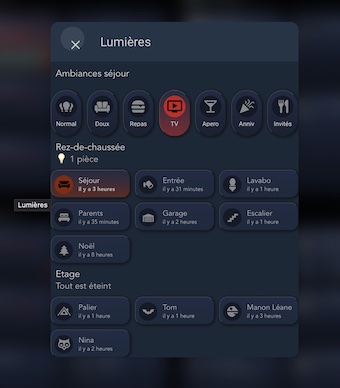 Lumières
Ambiances séjour
Normal
Doux
Repas
TV
Apero
Anniv
Invités
Rez-de-chaussée
1 pièce
Séjour
il y a 3 heures
Entrée
il y a 31 minutes
Lavabo
il y a 1 heure
Lumières
Parents
il y a 35 minutes
Garage
il y a 2 heures
Escalier
il y a 1 heure
Noël
il y a 8 heures
Etage
Tout est éteint
Palier
il y a 1 heure
Tom
il y a 1 heure
Manon Léane
il y a 3 heures
Nina
il y a 2 heures